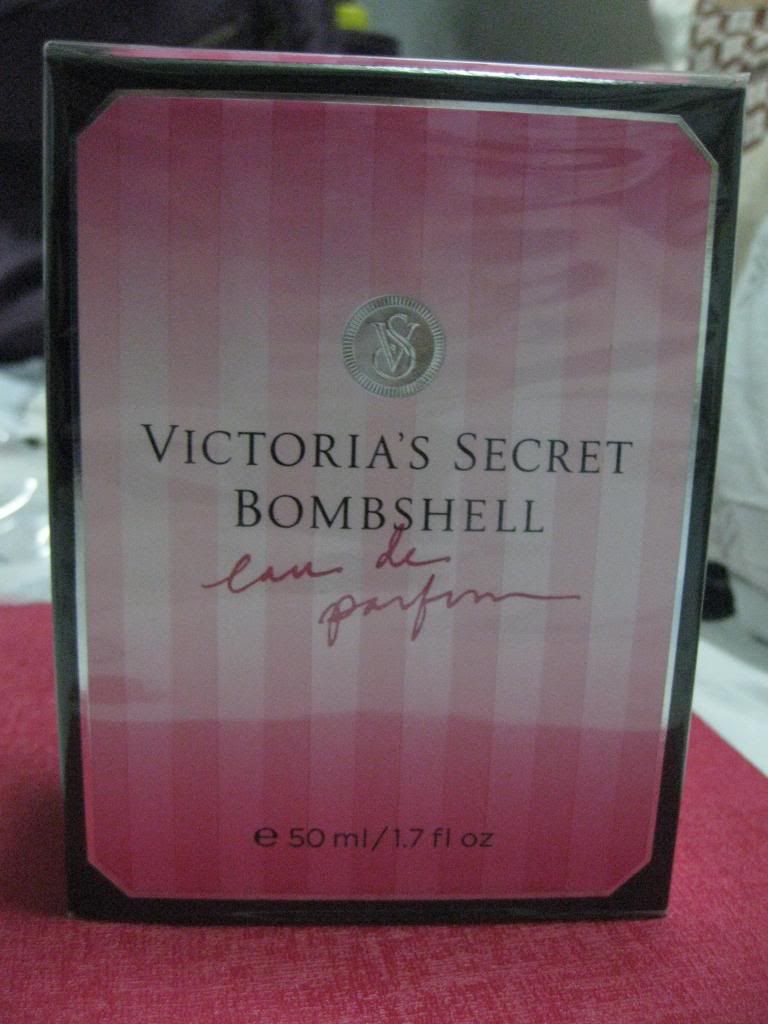 VS
VICTORIA'S SECRET
BOMBSHELL
eau de
parfum
℮ 50 ml/1.7 fl oz